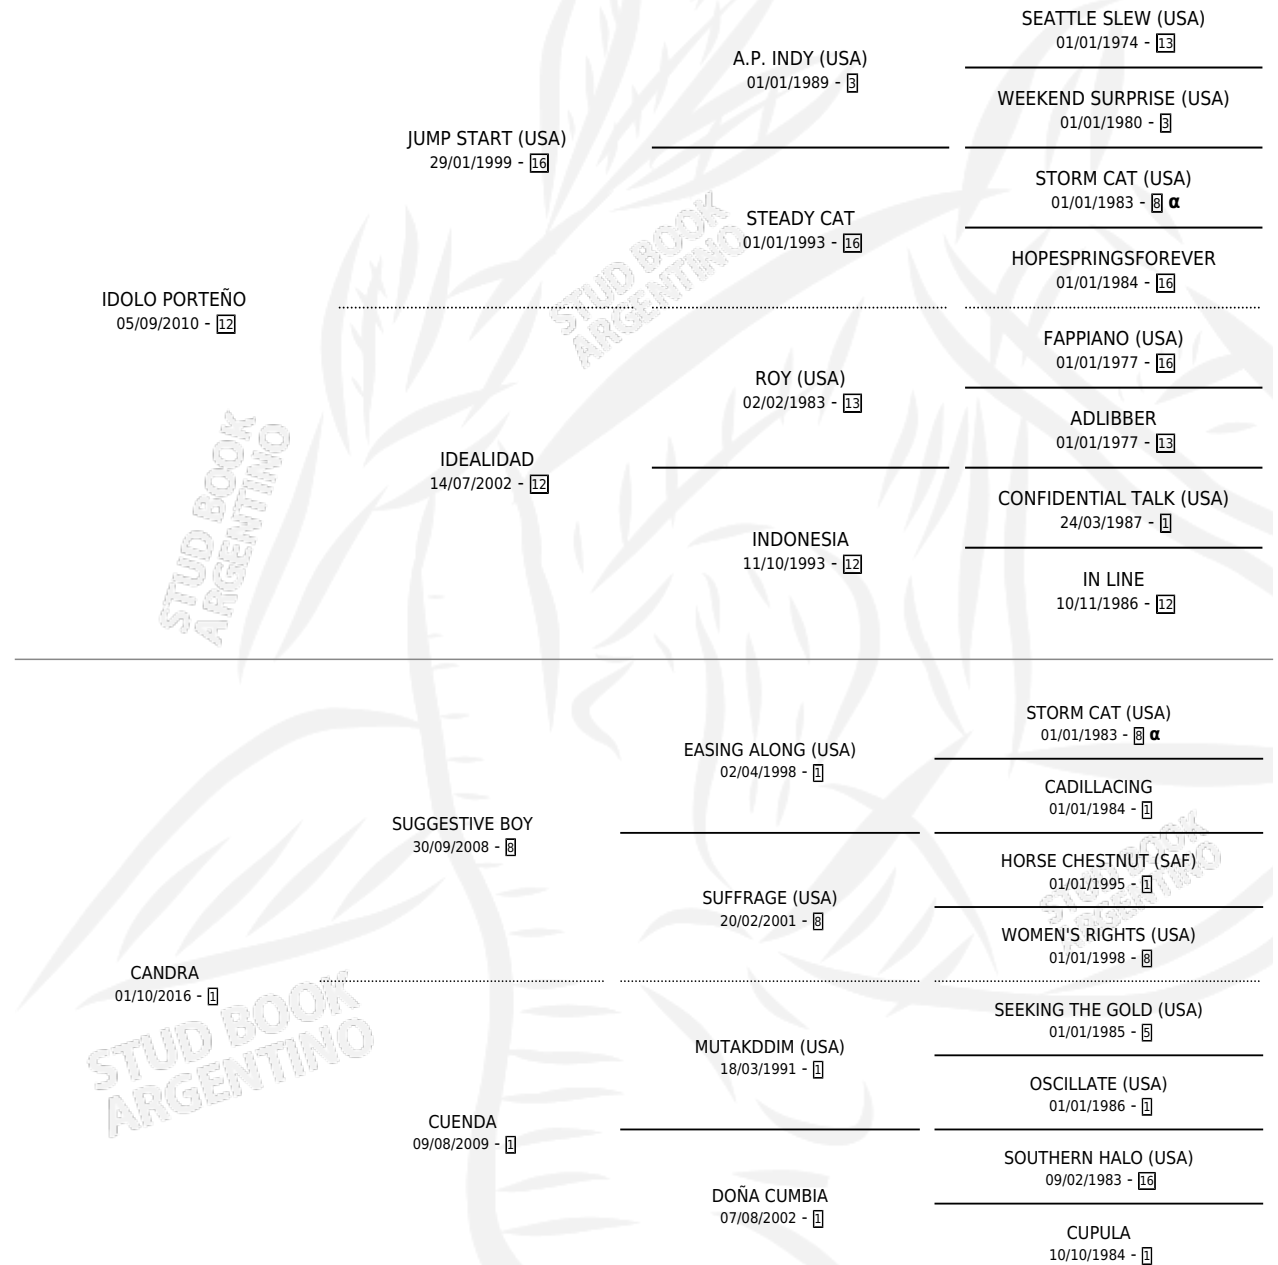 SEATTLE SLEW (USA)
01/01/1974 - 13
A.P. INDY (USA)
01/01/1989 - 3
WEEKEND SURPRISE (USA)
01/01/1980 - 3
JUMP START (USA)
29/01/1999 - 16
STORM CAT (USA)
01/01/1983 - 8 α
STEADY CAT
01/01/1993 - 16
HOPESPRINGSFOREVER
01/01/1984 - 16
IDOLO PORTEÑO
05/09/2010 - 12
FAPPIANO (USA)
01/01/1977 - 16
ROY (USA)
02/02/1983 - 13
ADLIBBER
01/01/1977 - 13
IDEALIDAD
14/07/2002 - 12
CONFIDENTIAL TALK (USA)
24/03/1987 - 1
INDONESIA
11/10/1993 - 12
IN LINE
10/11/1986 - 12
STORM CAT (USA)
01/01/1983 - 8 α
EASING ALONG (USA)
02/04/1998 - 1
CADILLACING
01/01/1984 - 1
SUGGESTIVE BOY
30/09/2008 - 8
HORSE CHESTNUT (SAF)
01/01/1995 - 1
SUFFRAGE (USA)
20/02/2001 - 8
WOMEN'S RIGHTS (USA)
01/01/1998 - 8
CANDRA
01/10/2016 - 1
SEEKING THE GOLD (USA)
01/01/1985 - 5
MUTAKDDIM (USA)
18/03/1991 - 1
OSCILLATE (USA)
01/01/1986 - 1
CUENDA
09/08/2009 - 1
SOUTHERN HALO (USA)
09/02/1983 - 16
DOÑA CUMBIA
07/08/2002 - 1
CUPULA
10/10/1984 - 1
STUD BOOK
ARGENTINO
STUD BOOK
ARGENTINO
STUD BOOK
ARGENTINO
STUD BOOK
ARGENTINO